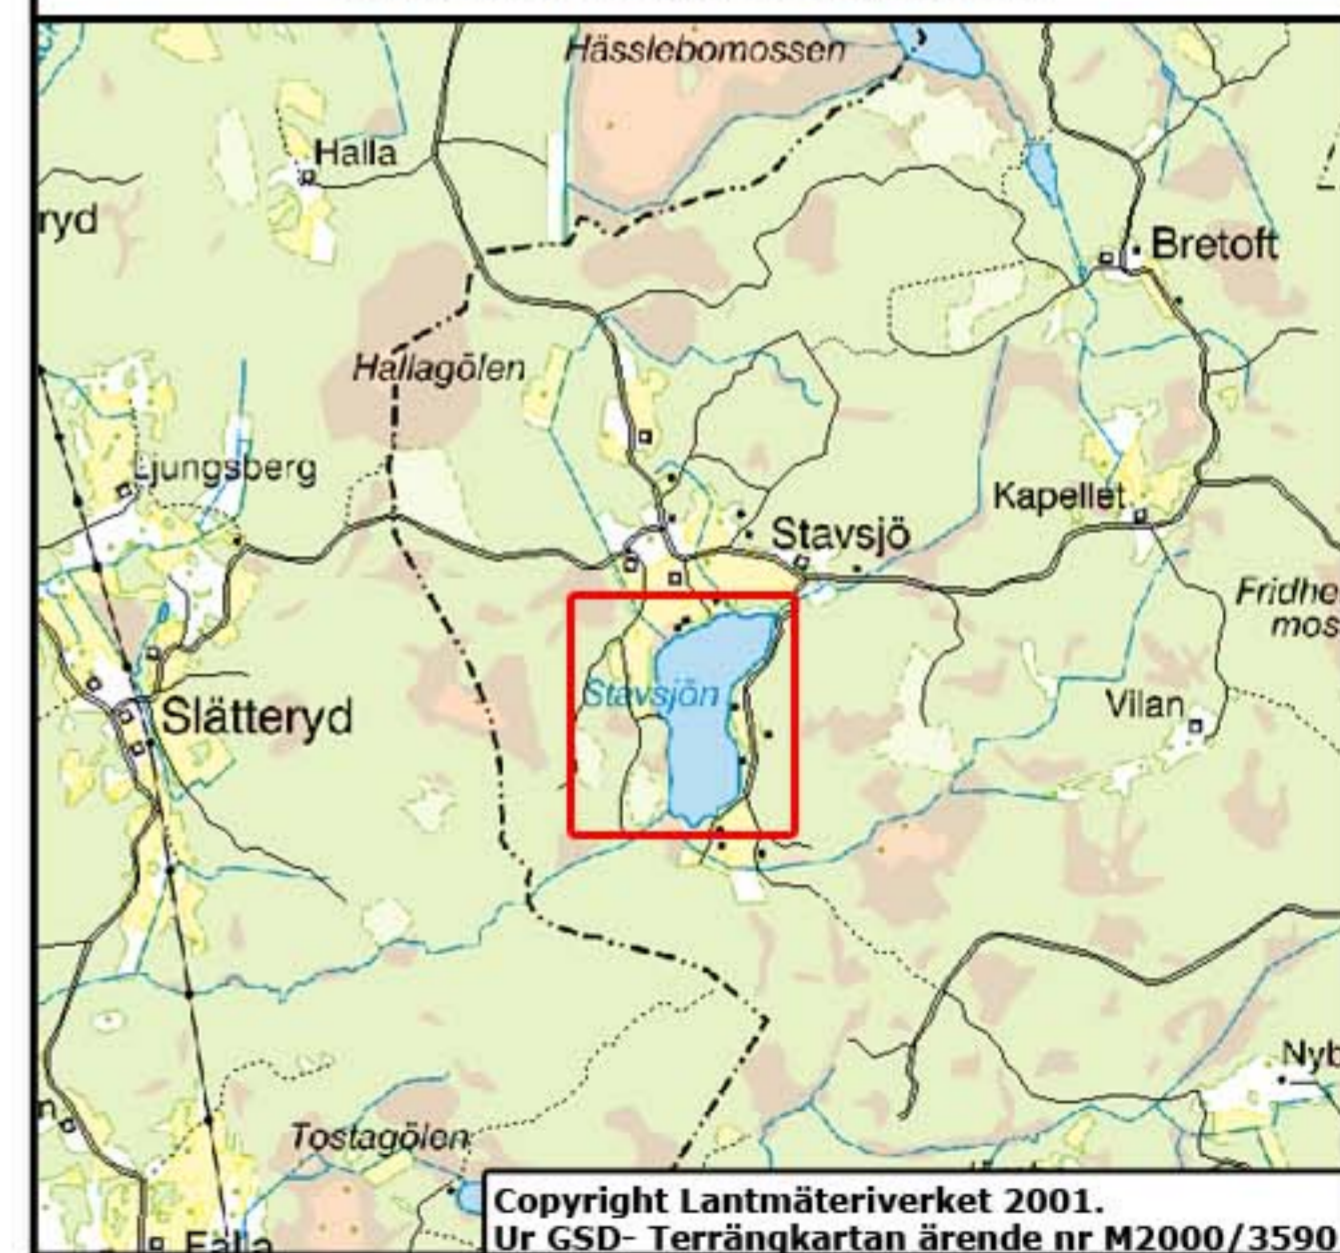 Hässlebomossen
Halla
ryd
Bretoft
Hallagölen
Ljungsberg
Kapellet
Stavsjö
Fridhe
mos
Stavsjön
Slätteryd
Vilan
Nyb
n
Tostagölen
Fälla
Copyright Lantmäteriverket 2001.
Ur GSD- Terrängkartan ärende nr M2000/3590